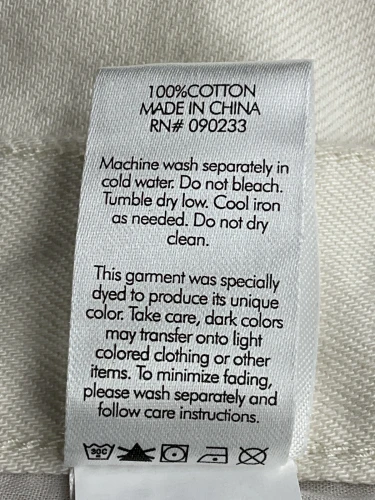 100%COTTON
MADE IN CHINA
RN# 090233
Machine wash separately in
cold water. Do not bleach.
Tumble dry low. Cool iron
as needed. Do not dry
clean.
This garment was specially
dyed to produce its unique
color. Take care, dark colors
may transfer onto light
colored clothing or other
items. To minimize fading,
please wash separately and
follow care instructions.
30C